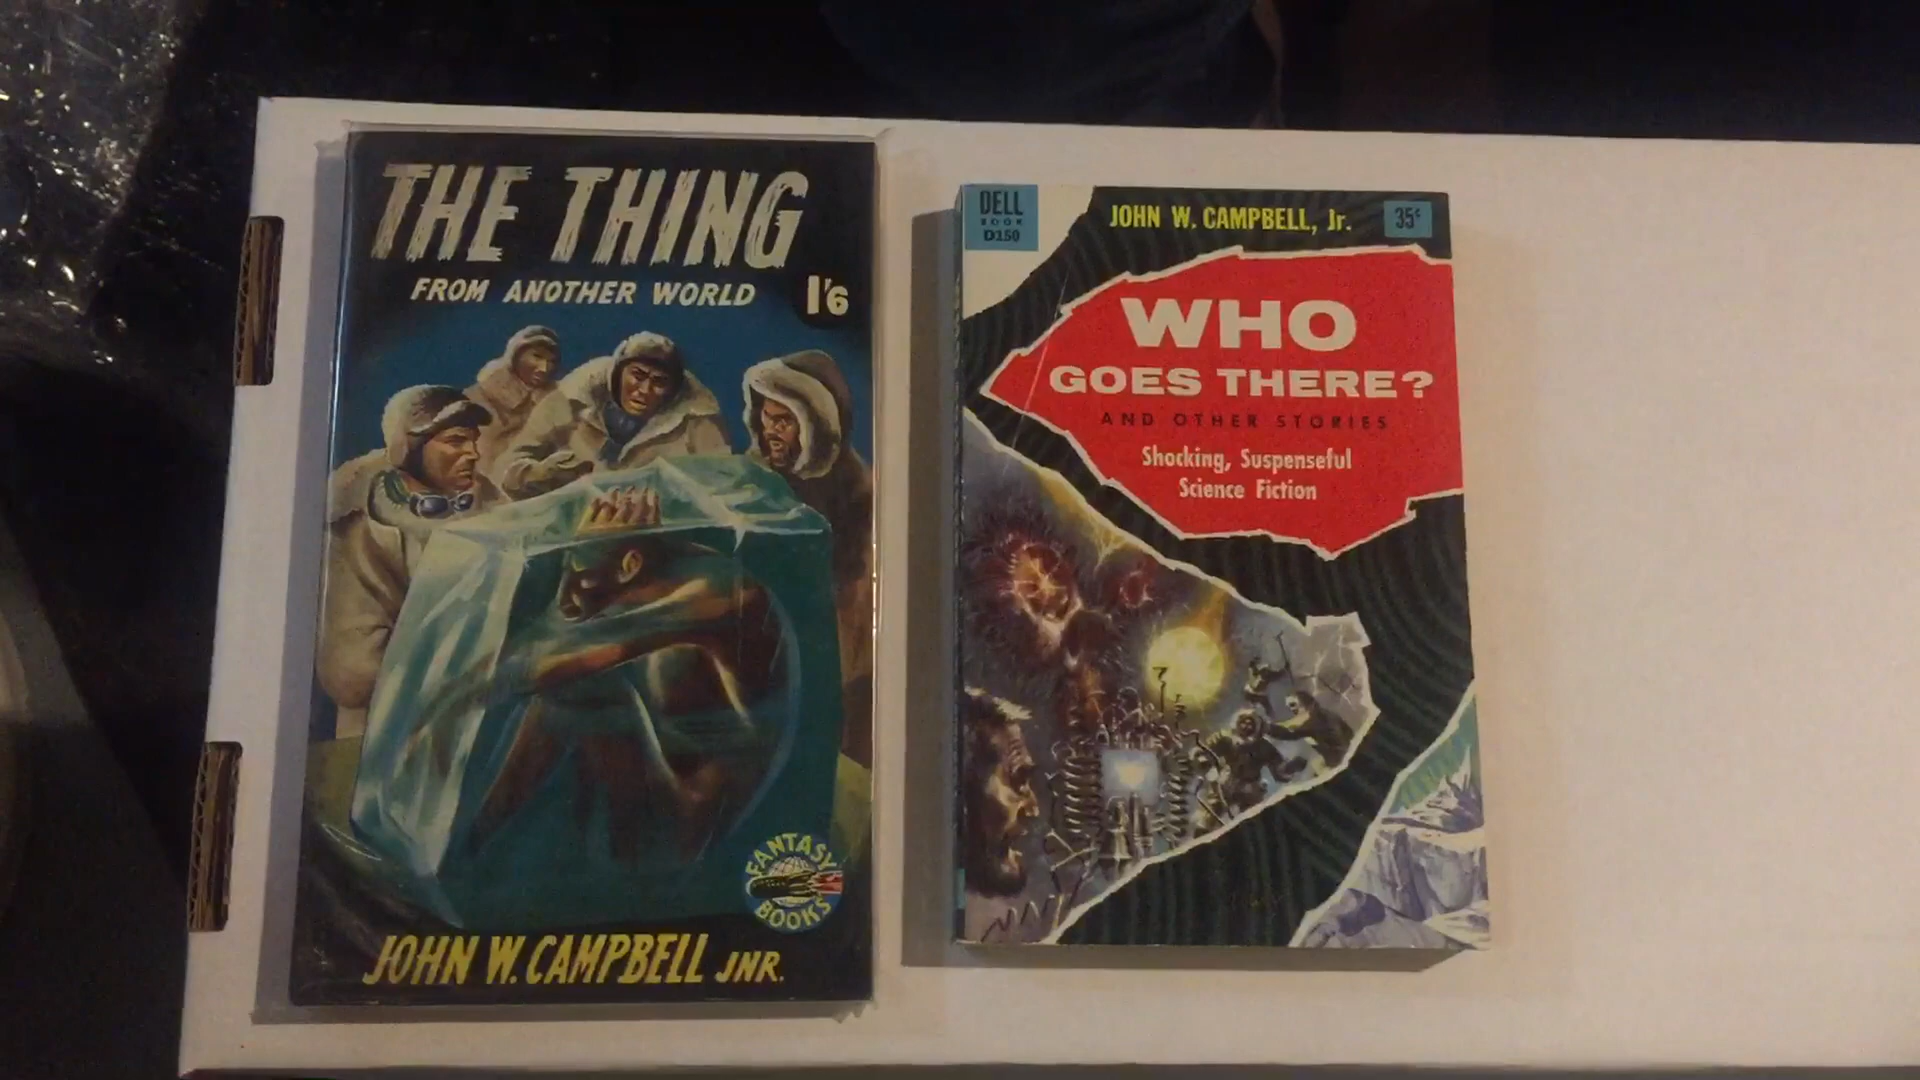 THE THING
FROM ANOTHER WORLD
1'6
FANTASY
BOOKS
JOHN W. CAMPBELL JNR.
DELL
BOOK
D150
JOHN W. CAMPBELL, Jr.
35¢
WHO
GOES THERE?
AND OTHER STORIES
Shocking, Suspenseful
Science Fiction